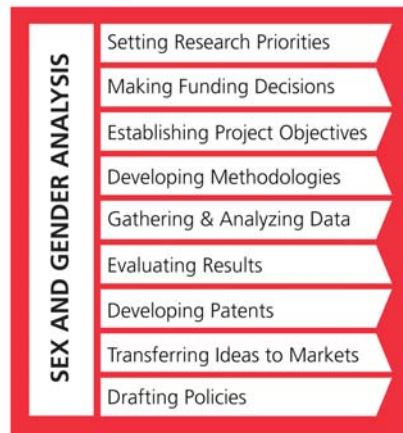 SEX AND GENDER ANALYSIS
Setting Research Priorities
Making Funding Decisions
Establishing Project Objectives
Developing Methodologies
Gathering & Analyzing Data
Evaluating Results
Developing Patents
Transferring Ideas to Markets
Drafting Policies